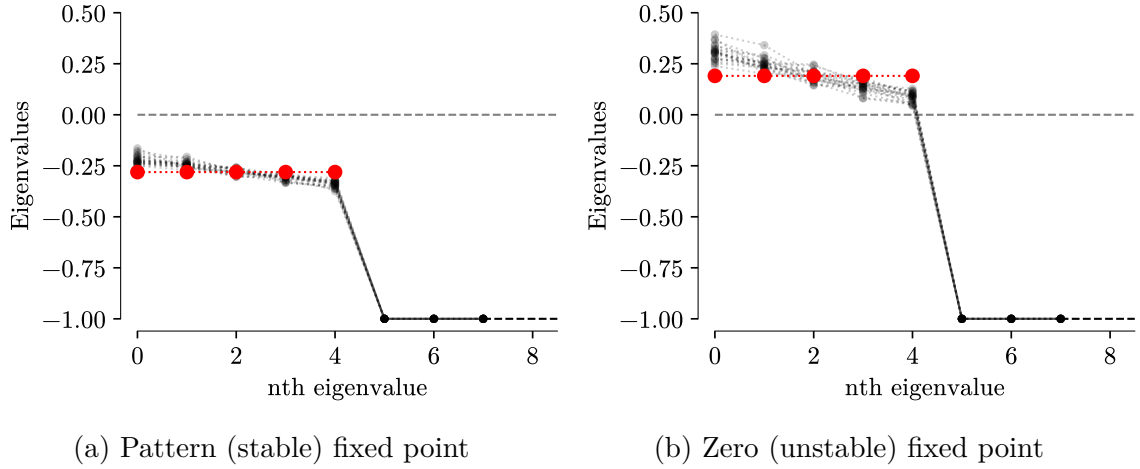 0.50
0.25
0.00
−0.25
−0.50
−0.75
−1.00
Eigenvalues
0 2 4 6 8
nth eigenvalue
(a) Pattern (stable) fixed point
0.50
0.25
0.00
−0.25
−0.50
−0.75
−1.00
Eigenvalues
0 2 4 6 8
nth eigenvalue
(b) Zero (unstable) fixed point